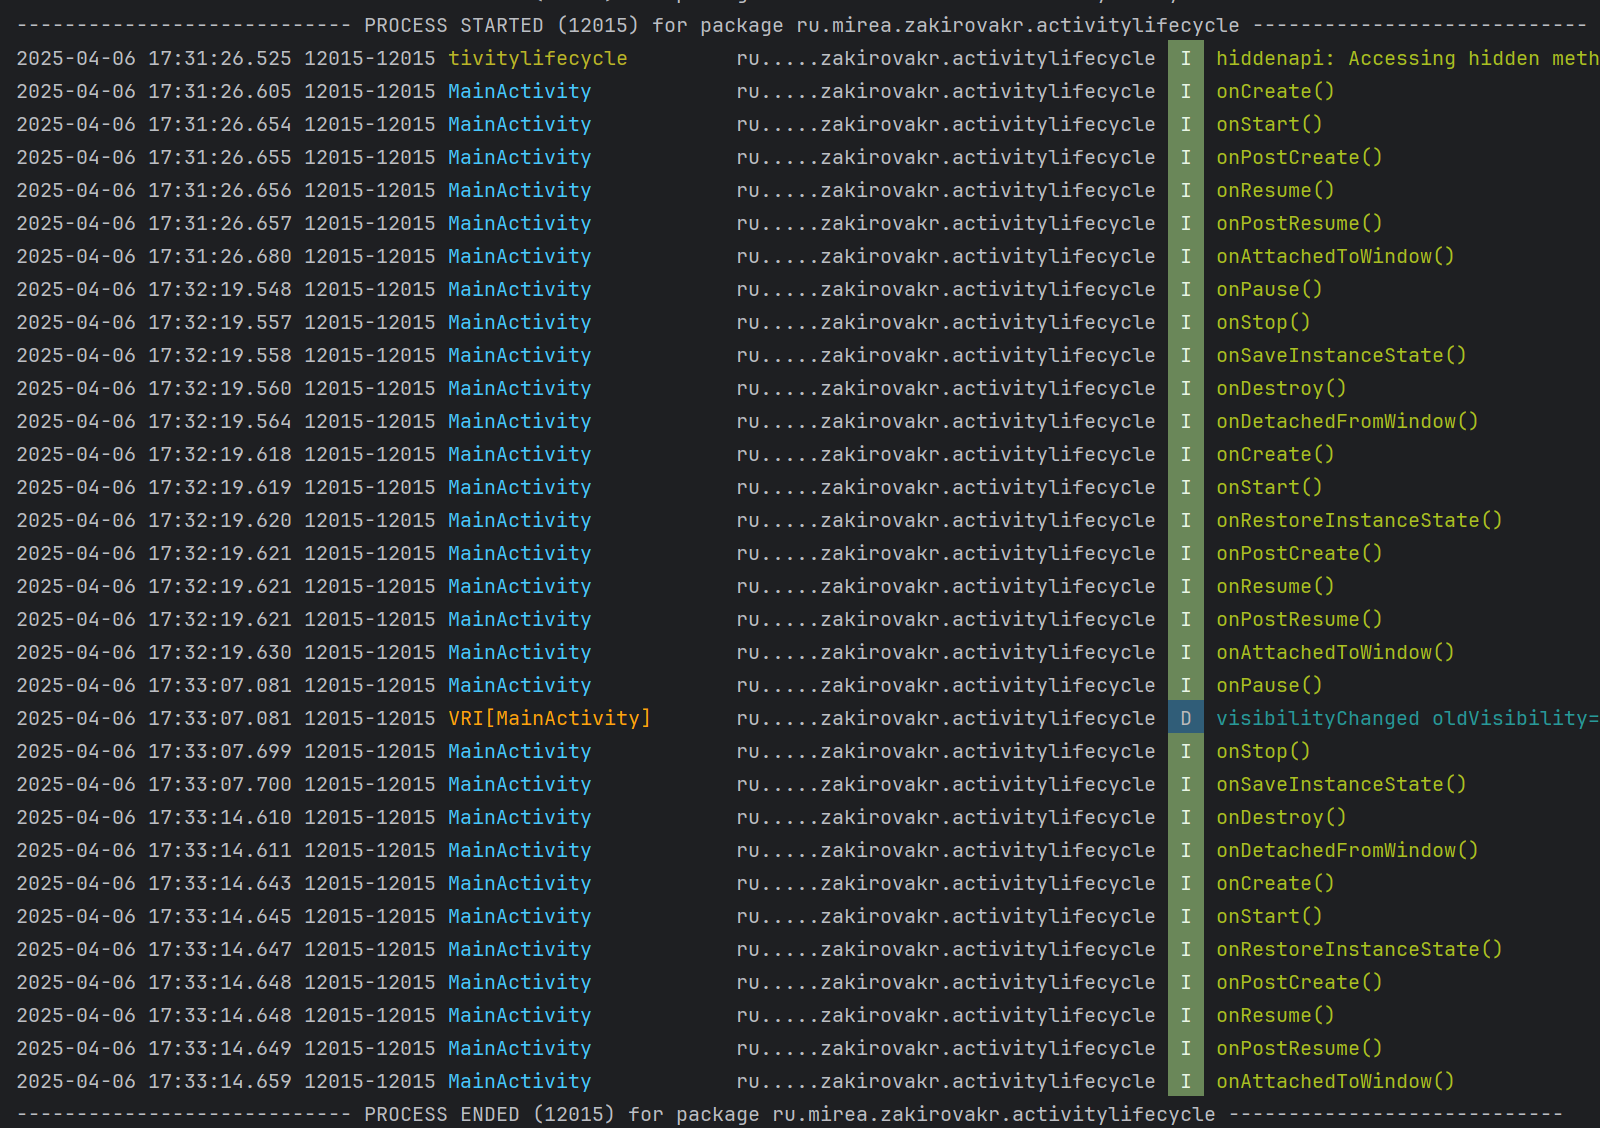 --------------------------- PROCESS STARTED (12015) for package ru.mirea.zakirovakr.activitylifecycle ---------------------------
2025-04-06 17:31:26.525 12015-12015 tivitylifecycle ru.....zakirovakr.activitylifecycle I hiddenapi: Accessing hidden meth
2025-04-06 17:31:26.605 12015-12015 MainActivity ru.....zakirovakr.activitylifecycle I onCreate()
2025-04-06 17:31:26.654 12015-12015 MainActivity ru.....zakirovakr.activitylifecycle I onStart()
2025-04-06 17:31:26.655 12015-12015 MainActivity ru.....zakirovakr.activitylifecycle I onPostCreate()
2025-04-06 17:31:26.656 12015-12015 MainActivity ru.....zakirovakr.activitylifecycle I onResume()
2025-04-06 17:31:26.657 12015-12015 MainActivity ru.....zakirovakr.activitylifecycle I onPostResume()
2025-04-06 17:31:26.680 12015-12015 MainActivity ru.....zakirovakr.activitylifecycle I onAttachedToWindow()
2025-04-06 17:32:19.548 12015-12015 MainActivity ru.....zakirovakr.activitylifecycle I onPause()
2025-04-06 17:32:19.557 12015-12015 MainActivity ru.....zakirovakr.activitylifecycle I onStop()
2025-04-06 17:32:19.558 12015-12015 MainActivity ru.....zakirovakr.activitylifecycle I onSaveInstanceState()
2025-04-06 17:32:19.560 12015-12015 MainActivity ru.....zakirovakr.activitylifecycle I onDestroy()
2025-04-06 17:32:19.564 12015-12015 MainActivity ru.....zakirovakr.activitylifecycle I onDetachedFromWindow()
2025-04-06 17:32:19.618 12015-12015 MainActivity ru.....zakirovakr.activitylifecycle I onCreate()
2025-04-06 17:32:19.619 12015-12015 MainActivity ru.....zakirovakr.activitylifecycle I onStart()
2025-04-06 17:32:19.620 12015-12015 MainActivity ru.....zakirovakr.activitylifecycle I onRestoreInstanceState()
2025-04-06 17:32:19.621 12015-12015 MainActivity ru.....zakirovakr.activitylifecycle I onPostCreate()
2025-04-06 17:32:19.621 12015-12015 MainActivity ru.....zakirovakr.activitylifecycle I onResume()
2025-04-06 17:32:19.621 12015-12015 MainActivity ru.....zakirovakr.activitylifecycle I onPostResume()
2025-04-06 17:32:19.630 12015-12015 MainActivity ru.....zakirovakr.activitylifecycle I onAttachedToWindow()
2025-04-06 17:33:07.081 12015-12015 MainActivity ru.....zakirovakr.activitylifecycle I onPause()
2025-04-06 17:33:07.081 12015-12015 VRI[MainActivity] ru.....zakirovakr.activitylifecycle D visibilityChanged oldVisibility=
2025-04-06 17:33:07.699 12015-12015 MainActivity ru.....zakirovakr.activitylifecycle I onStop()
2025-04-06 17:33:07.700 12015-12015 MainActivity ru.....zakirovakr.activitylifecycle I onSaveInstanceState()
2025-04-06 17:33:14.610 12015-12015 MainActivity ru.....zakirovakr.activitylifecycle I onDestroy()
2025-04-06 17:33:14.611 12015-12015 MainActivity ru.....zakirovakr.activitylifecycle I onDetachedFromWindow()
2025-04-06 17:33:14.643 12015-12015 MainActivity ru.....zakirovakr.activitylifecycle I onCreate()
2025-04-06 17:33:14.645 12015-12015 MainActivity ru.....zakirovakr.activitylifecycle I onStart()
2025-04-06 17:33:14.647 12015-12015 MainActivity ru.....zakirovakr.activitylifecycle I onRestoreInstanceState()
2025-04-06 17:33:14.648 12015-12015 MainActivity ru.....zakirovakr.activitylifecycle I onPostCreate()
2025-04-06 17:33:14.648 12015-12015 MainActivity ru.....zakirovakr.activitylifecycle I onResume()
2025-04-06 17:33:14.649 12015-12015 MainActivity ru.....zakirovakr.activitylifecycle I onPostResume()
2025-04-06 17:33:14.659 12015-12015 MainActivity ru.....zakirovakr.activitylifecycle I onAttachedToWindow()
---------------------------- PROCESS ENDED (12015) for package ru.mirea.zakirovakr.activitylifecycle ----------------------------